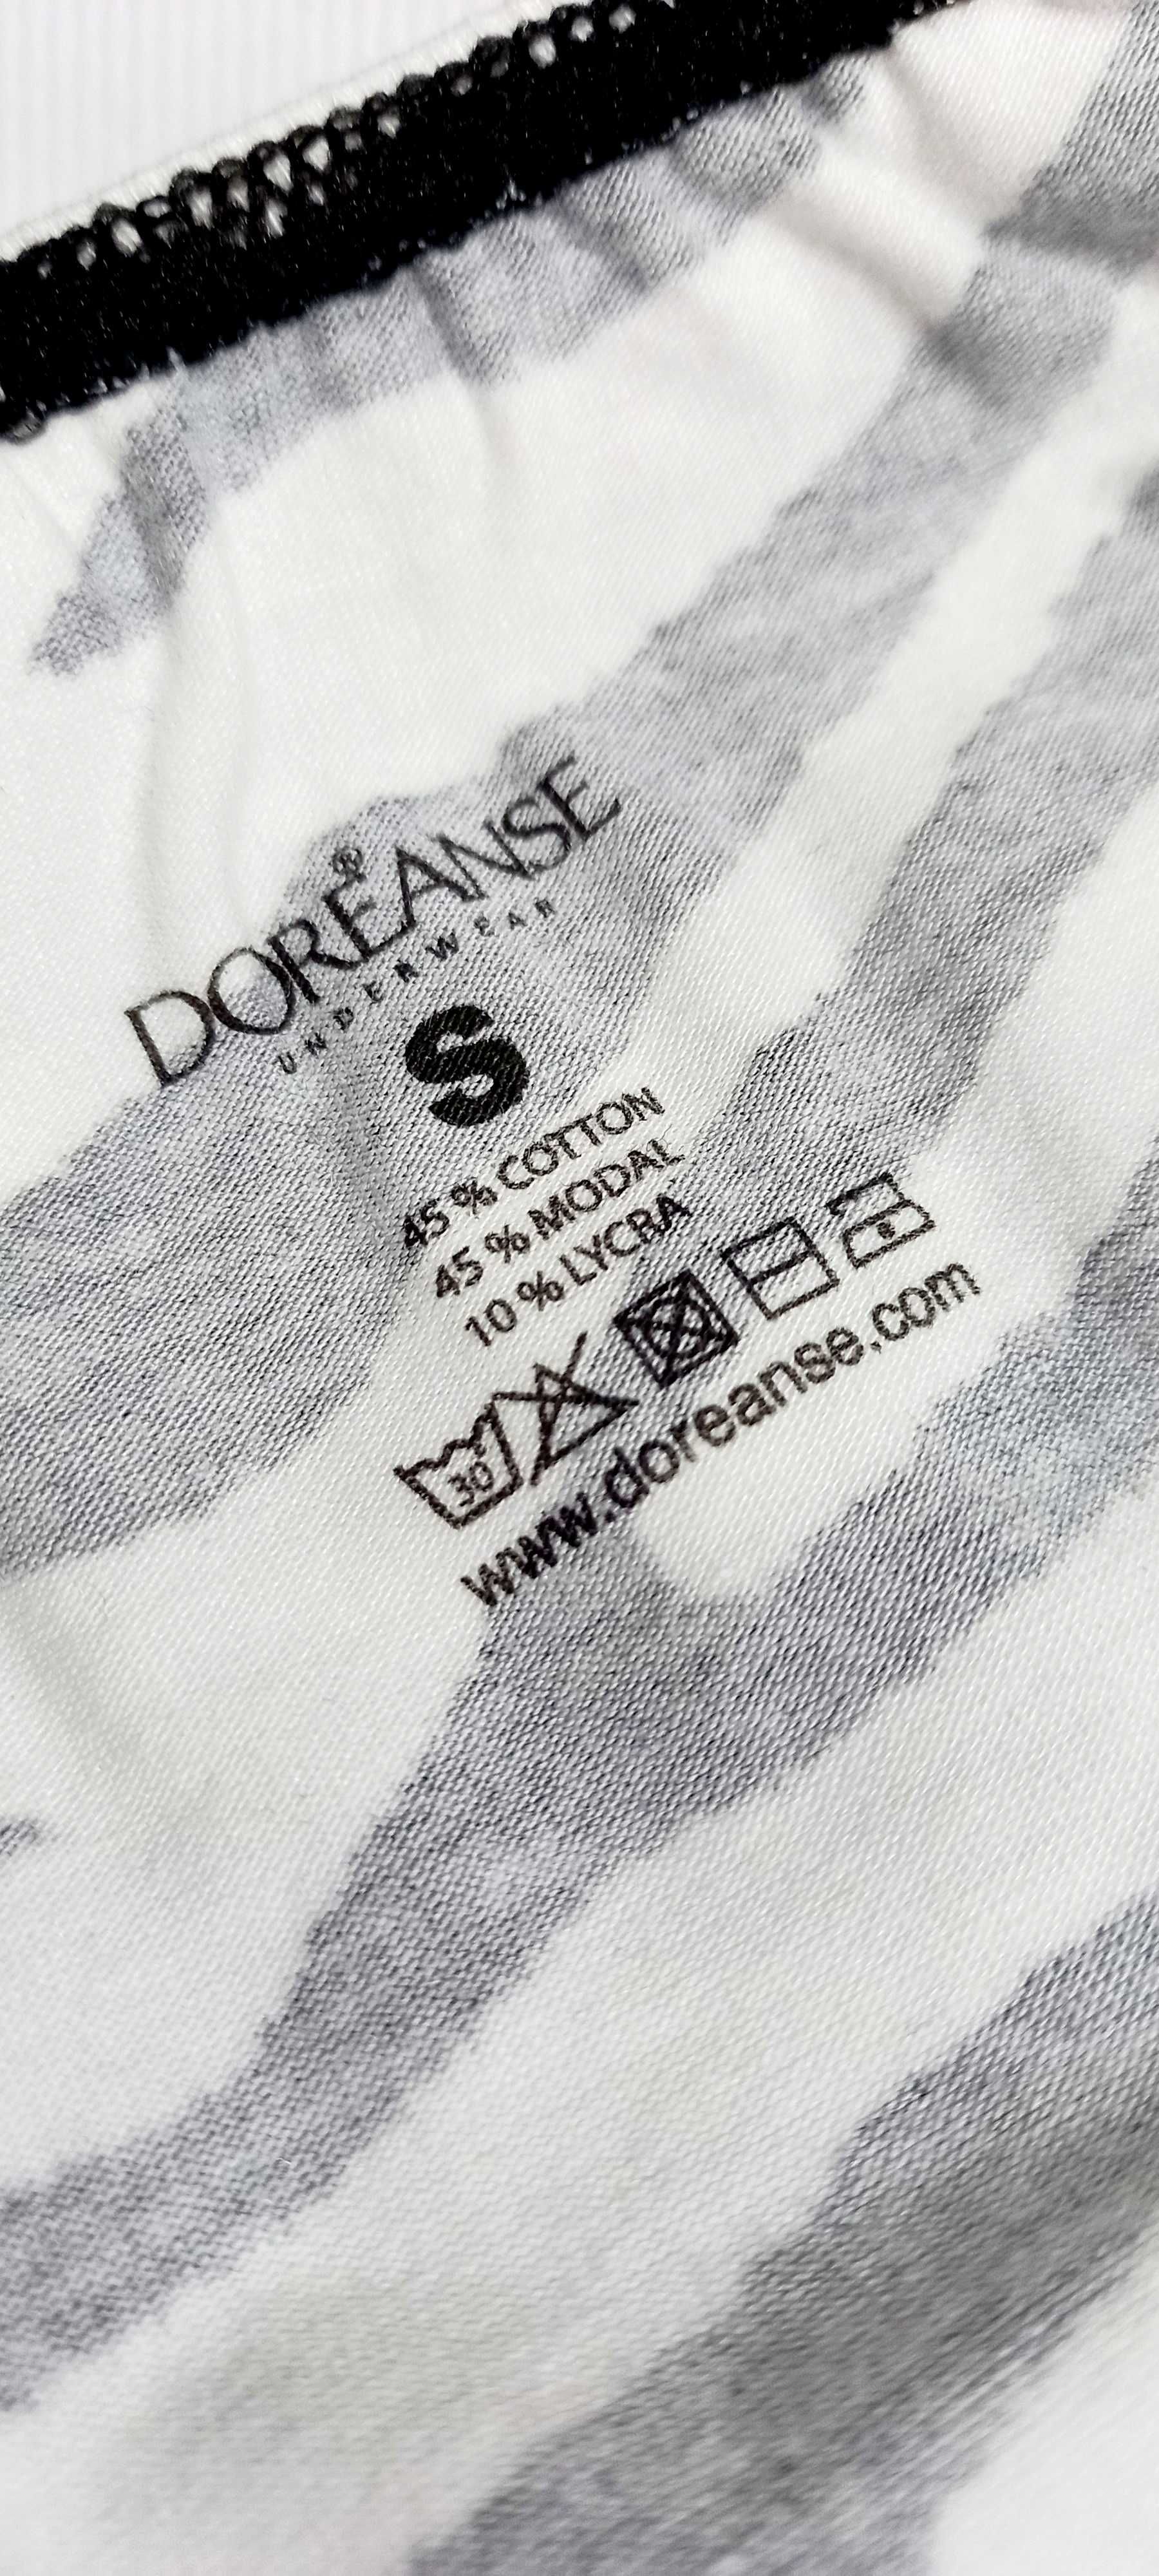 DOREANSE®
UNDERWEAR
S
45 % COTTON
45 % MODAL
10 % LYCRA
30
www.doreanse.com